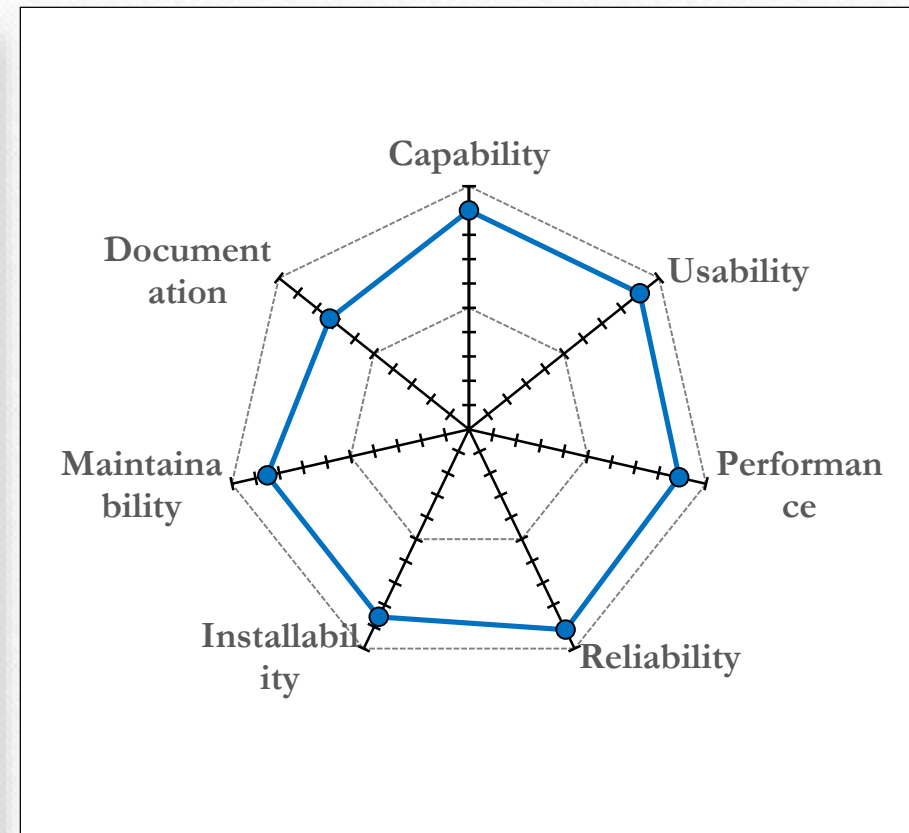 Capability
Usability
Performan
ce
Reliability
Installabil
ity
Maintaina
bility
Document
ation